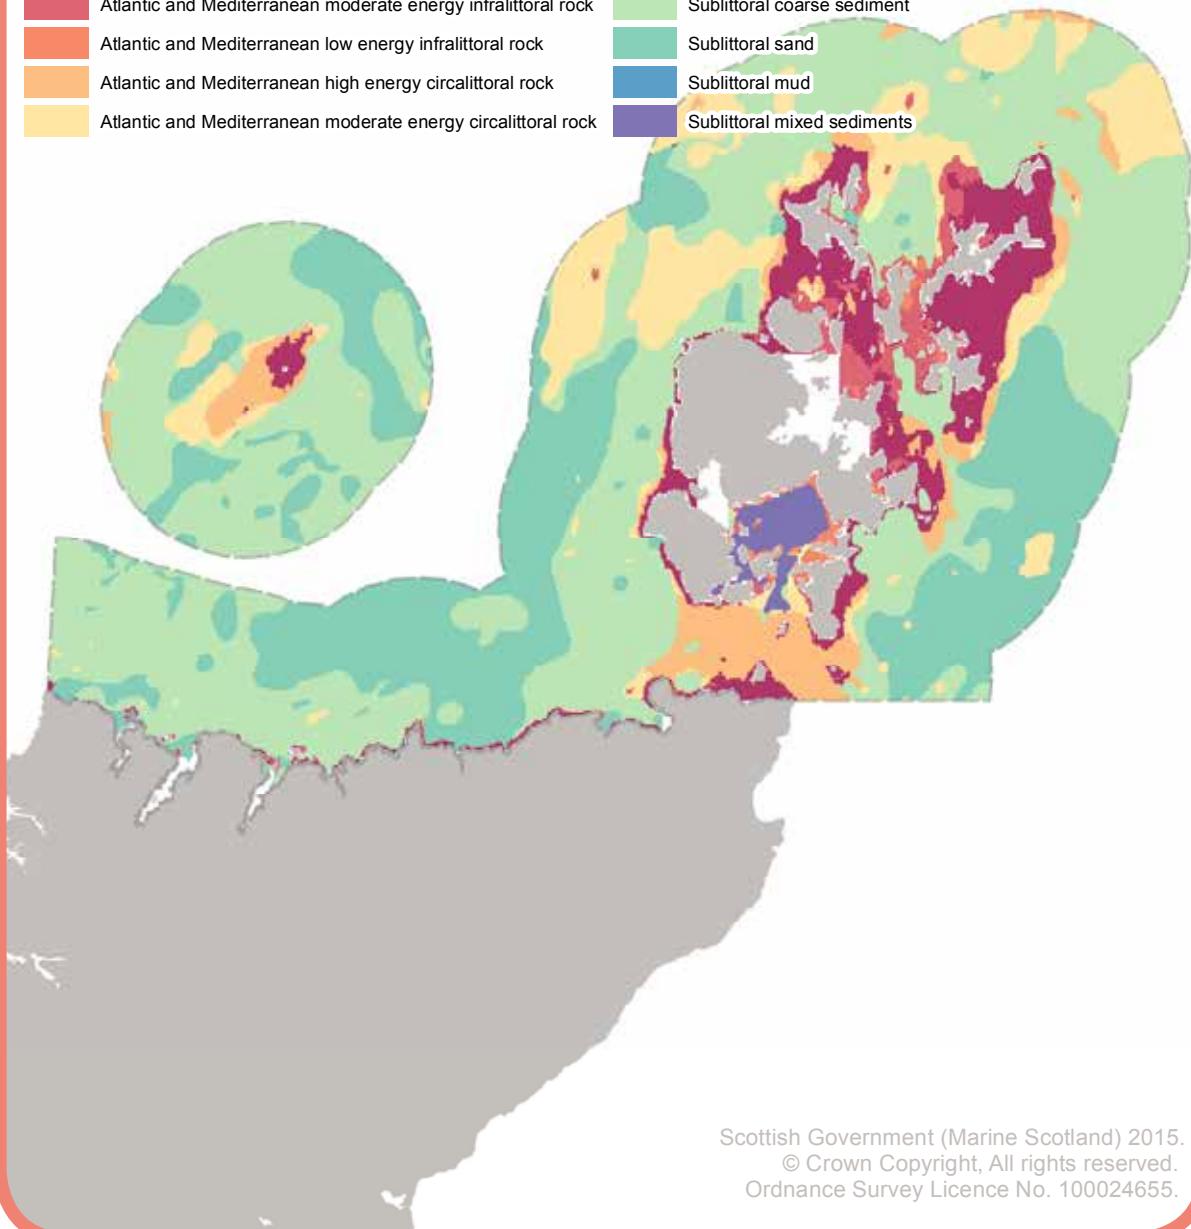 Atlantic and Mediterranean moderate energy infralittoral rock
Atlantic and Mediterranean low energy infralittoral rock
Atlantic and Mediterranean high energy circalittoral rock
Atlantic and Mediterranean moderate energy circalittoral rock
Sublittoral coarse sediment
Sublittoral sand
Sublittoral mud
Sublittoral mixed sediments
Scottish Government (Marine Scotland) 2015.
© Crown Copyright, All rights reserved.
Ordnance Survey Licence No. 100024655.